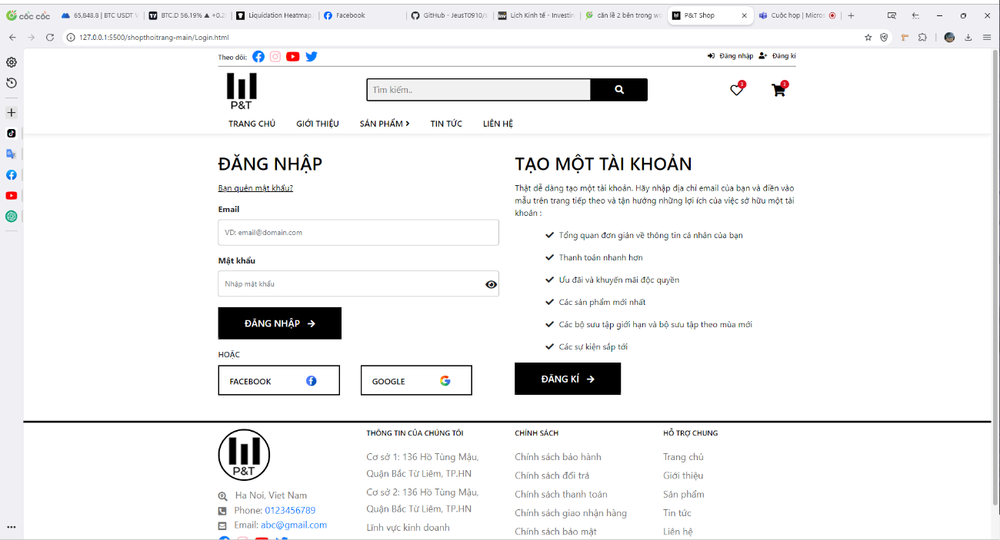 cốc cốc
65,848.8 | BTC USDT
BTC.D 56.19% ▲ +0.2
Liquidation Heatmap,
Facebook
GitHub - JeusT0910/s
Lịch Kinh tế - Investin
căn lề 2 bên trong wo
P&T Shop
Cuộc họp | Micros
127.0.0.1:5500/shopthoitrang-main/Login.html
Theo dõi:
Đăng nhập
Đăng kí
P&T
Tìm kiếm..
3
3
TRANG CHỦ
GIỚI THIỆU
SẢN PHẨM
TIN TỨC
LIÊN HỆ
ĐĂNG NHẬP
Bạn quên mật khẩu?
Email
VD: email@domain.com
Mật khẩu
Nhập mật khẩu
ĐĂNG NHẬP →
HOẶC
FACEBOOK
GOOGLE
TẠO MỘT TÀI KHOẢN
Thật dễ dàng tạo một tài khoản. Hãy nhập địa chỉ email của bạn và điền vào
mẫu trên trang tiếp theo và tận hưởng những lợi ích của việc sở hữu một tài
khoản :
Tổng quan đơn giản về thông tin cá nhân của bạn
Thanh toán nhanh hơn
Ưu đãi và khuyến mãi độc quyền
Các sản phẩm mới nhất
Các bộ sưu tập giới hạn và bộ sưu tập theo mùa mới
Các sự kiện sắp tới
ĐĂNG KÍ →
P&T
Ha Noi, Viet Nam
Phone: 0123456789
Email: abc@gmail.com
THÔNG TIN CỦA CHÚNG TÔI
Cơ sở 1: 136 Hồ Tùng Mậu,
Quận Bắc Từ Liêm, TP.HN
Cơ sở 2: 136 Hồ Tùng Mậu,
Quận Bắc Từ Liêm, TP.HN
Lĩnh vực kinh doanh
CHÍNH SÁCH
Chính sách bảo hành
Chính sách đổi trả
Chính sách thanh toán
Chính sách giao nhận hàng
Chính sách bảo mật
HỖ TRỢ CHUNG
Trang chủ
Giới thiệu
Sản phẩm
Tin tức
Liên hệ